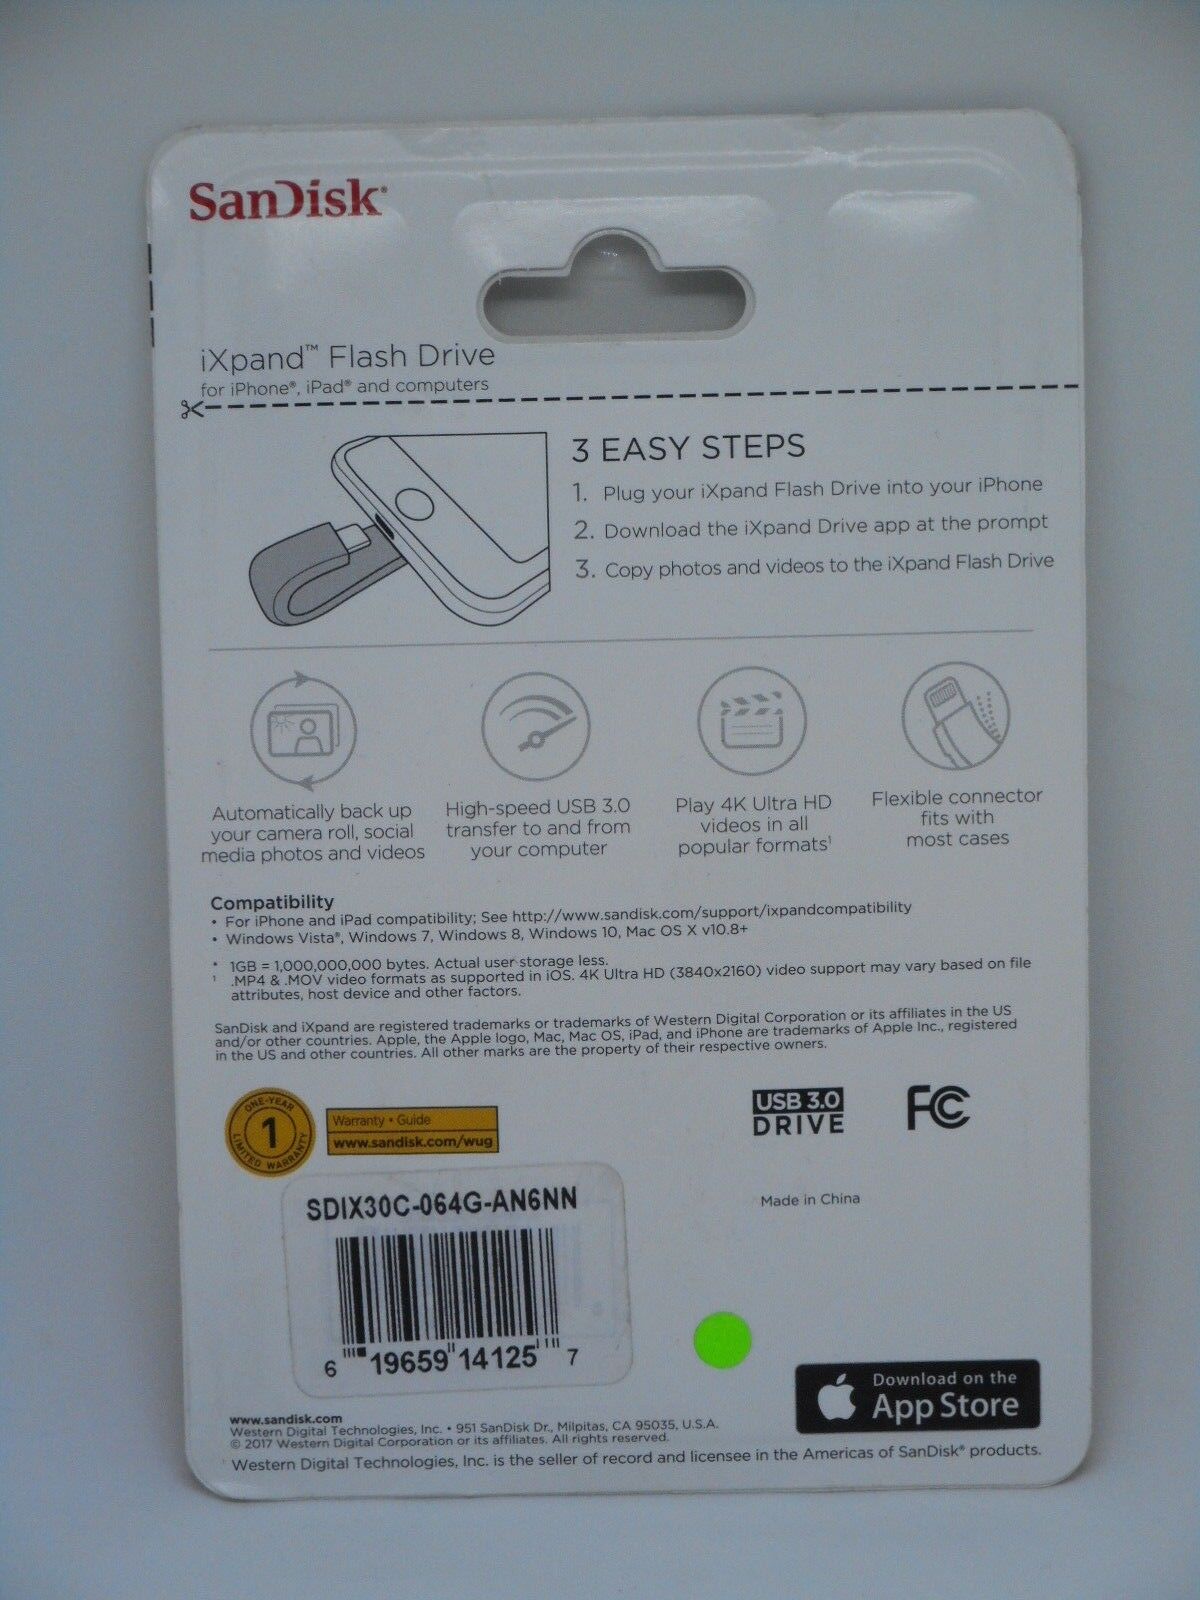 SanDisk®
iXpand™ Flash Drive
for iPhone®, iPad® and computers
3 EASY STEPS
1. Plug your iXpand Flash Drive into your iPhone
2. Download the iXpand Drive app at the prompt
3. Copy photos and videos to the iXpand Flash Drive
Automatically back up
your camera roll, social
media photos and videos
High-speed USB 3.0
transfer to and from
your computer
Play 4K Ultra HD
videos in all
popular formats¹
Flexible connector
fits with
most cases
Compatibility
• For iPhone and iPad compatibility; See http://www.sandisk.com/support/ixpandcompatibility
• Windows Vista®, Windows 7, Windows 8, Windows 10, Mac OS X v10.8+
* 1GB = 1,000,000,000 bytes. Actual user storage less.
¹ .MP4 & .MOV video formats as supported in iOS. 4K Ultra HD (3840x2160) video support may vary based on file
attributes, host device and other factors.
SanDisk and iXpand are registered trademarks or trademarks of Western Digital Corporation or its affiliates in the US
and/or other countries. Apple, the Apple logo, Mac, Mac OS, iPad, and iPhone are trademarks of Apple Inc., registered
in the US and other countries. All other marks are the property of their respective owners.
ONE-YEAR
1
LIMITED WARRANTY
Warranty • Guide
www.sandisk.com/wug
USB 3.0
DRIVE
FC
SDIX30C-064G-AN6NN
Made in China
6 19659 14125 7
Download on the
App Store
www.sandisk.com
Western Digital Technologies, Inc. • 951 SanDisk Dr., Milpitas, CA 95035, U.S.A.
© 2017 Western Digital Corporation or its affiliates. All rights reserved.
Western Digital Technologies, Inc. is the seller of record and licensee in the Americas of SanDisk® products.